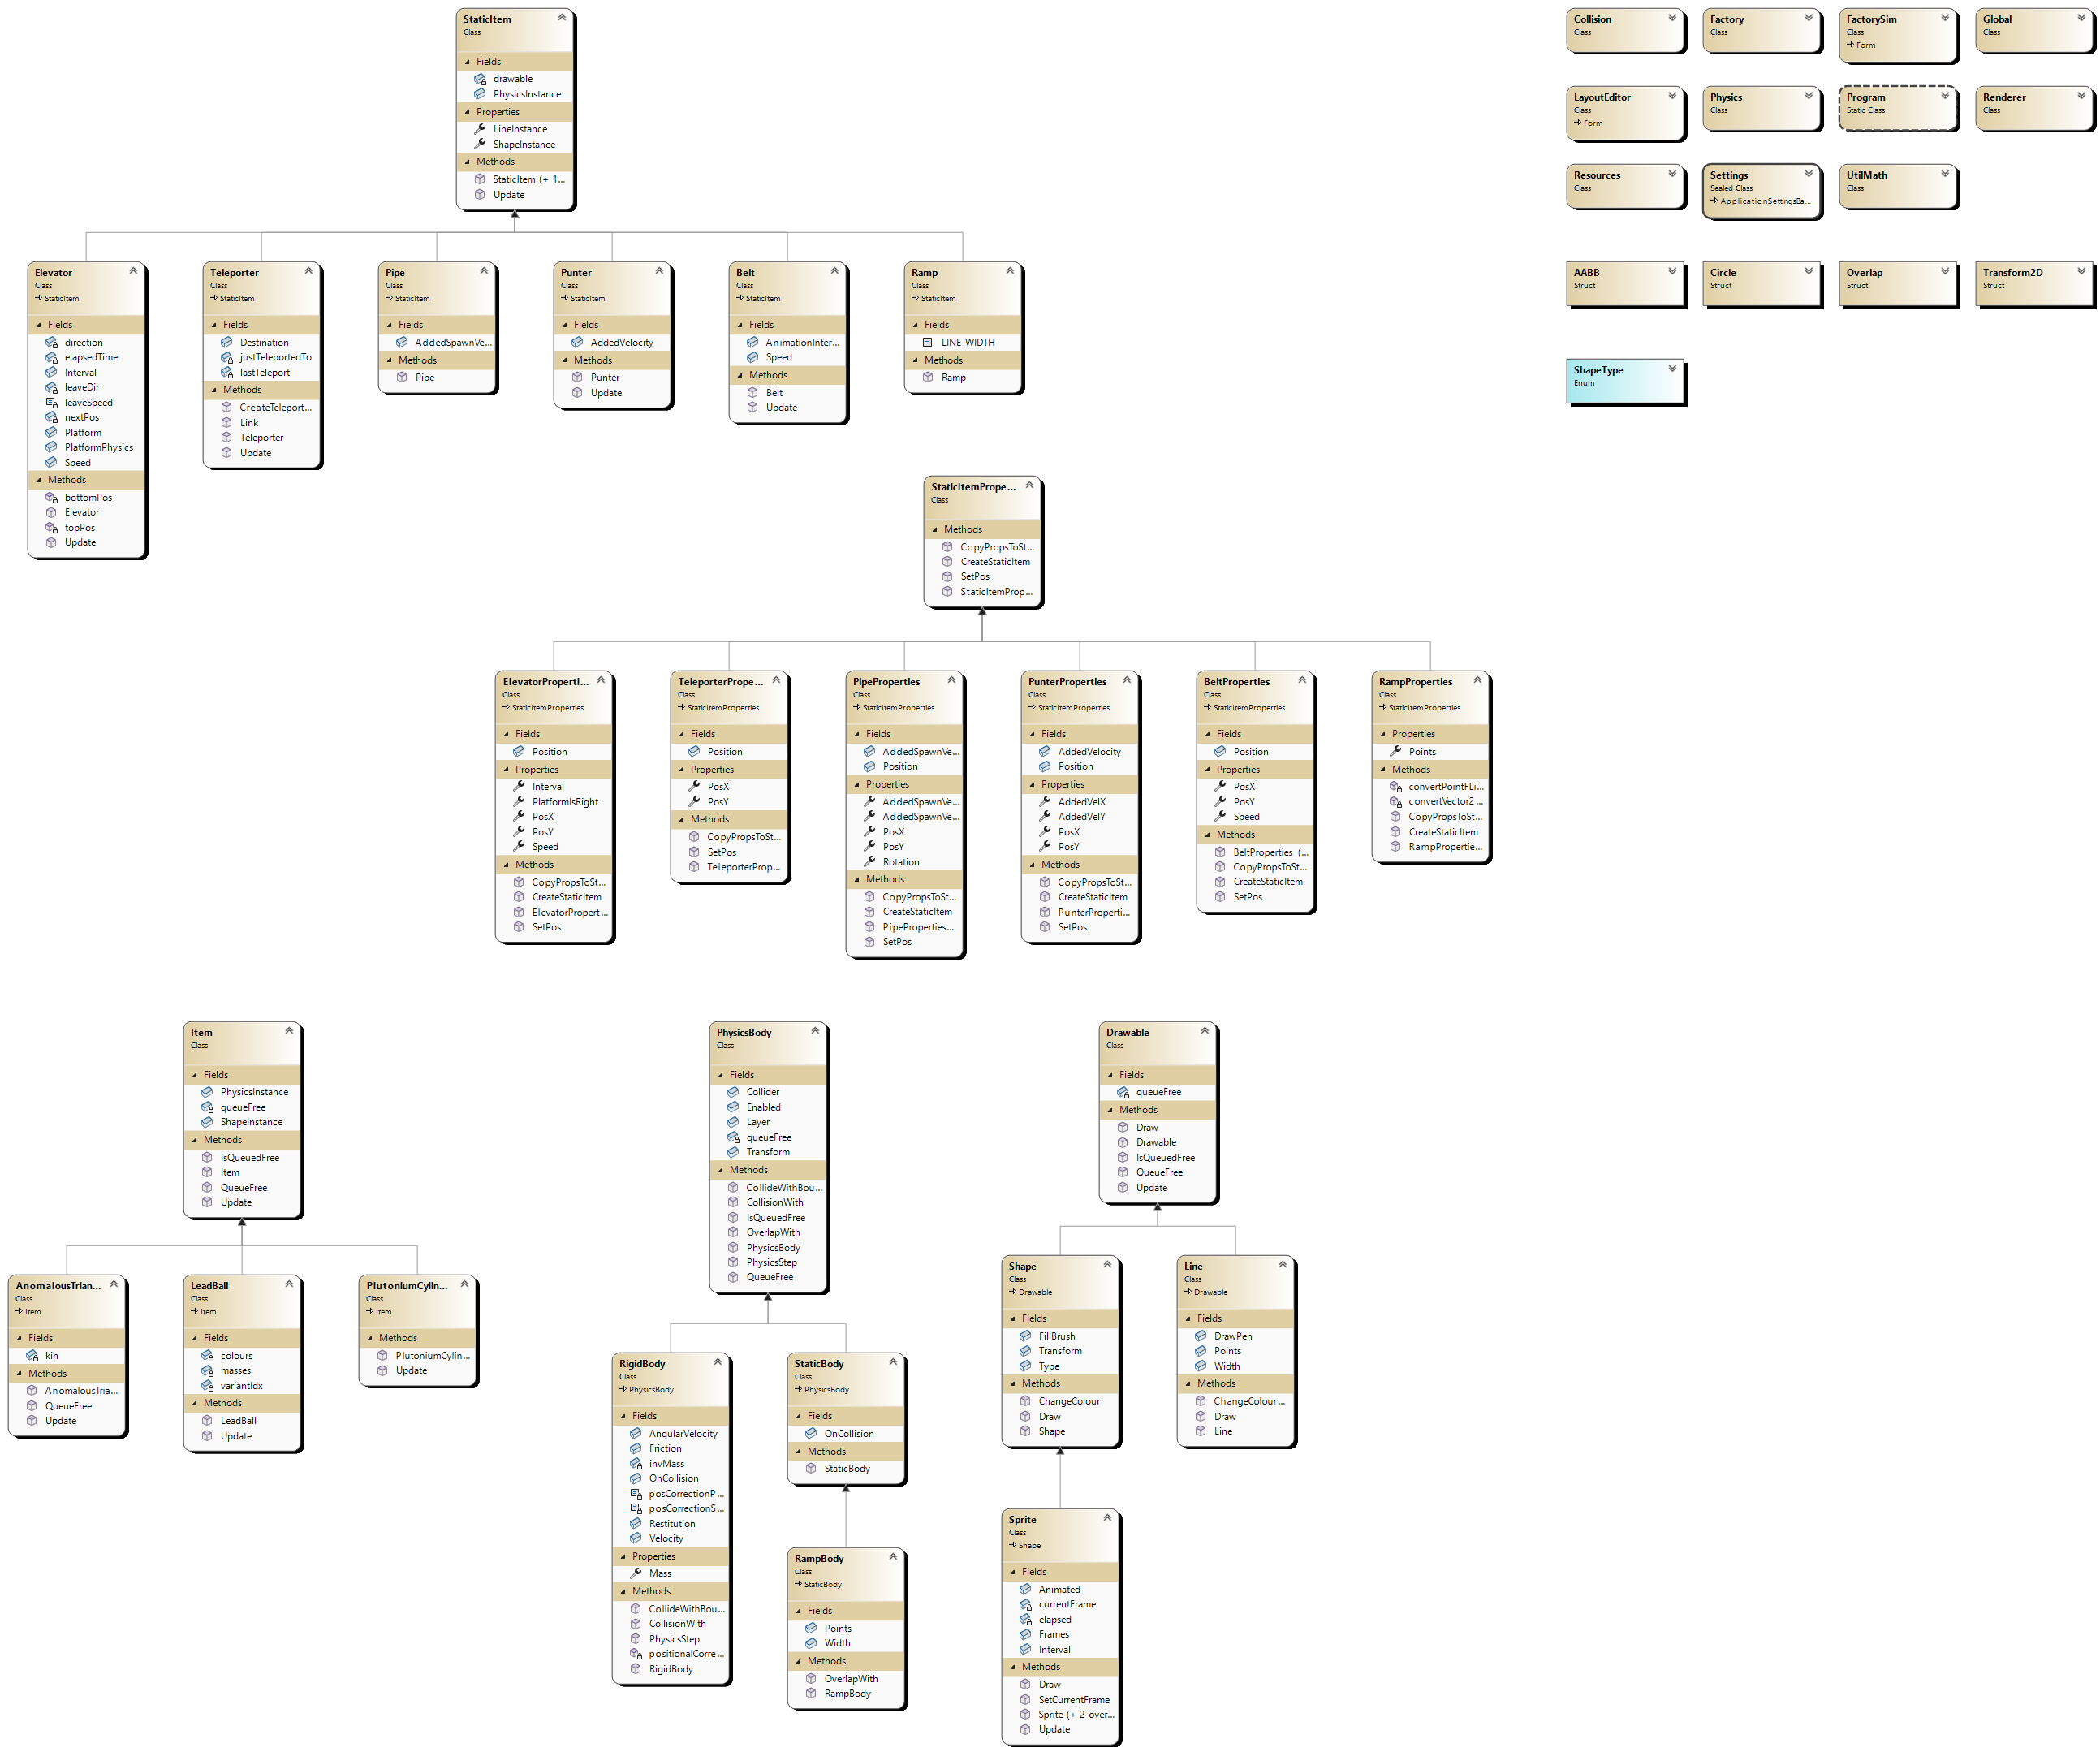 StaticItem
Class
Fields
drawable
PhysicsInstance
Properties
LineInstance
ShapeInstance
Methods
StaticItem (+ 1...
Update
Elevator
Class
StaticItem
Fields
direction
elapsedTime
Interval
leaveDir
leaveSpeed
nextPos
Platform
PlatformPhysics
Speed
Methods
bottomPos
Elevator
topPos
Update
Teleporter
Class
StaticItem
Fields
Destination
justTeleportedTo
lastTeleport
Methods
CreateTeleport...
Link
Teleporter
Update
Pipe
Class
StaticItem
Fields
AddedSpawnVe...
Methods
Pipe
Punter
Class
StaticItem
Fields
AddedVelocity
Methods
Punter
Update
Belt
Class
StaticItem
Fields
AnimationInter...
Speed
Methods
Belt
Update
Ramp
Class
StaticItem
Fields
LINE_WIDTH
Methods
Ramp
Collision
Class
Factory
Class
FactorySim
Class
Form
Global
Class
LayoutEditor
Class
Form
Physics
Class
Program
Static Class
Renderer
Class
Resources
Class
Settings
Sealed Class
ApplicationSettingsBa...
UtilMath
Class
AABB
Struct
Circle
Struct
Overlap
Struct
Transform2D
Struct
ShapeType
Enum
StaticItemPrope...
Class
Methods
CopyPropsToSt...
CreateStaticItem
SetPos
StaticItemProp...
ElevatorProperti...
Class
StaticItemProperties
Fields
Position
Properties
Interval
PlatformIsRight
PosX
PosY
Speed
Methods
CopyPropsToSt...
CreateStaticItem
ElevatorPropert...
SetPos
TeleporterPrope...
Class
StaticItemProperties
Fields
Position
Properties
PosX
PosY
Methods
CopyPropsToSt...
SetPos
TeleporterProp...
PipeProperties
Class
StaticItemProperties
Fields
AddedSpawnVe...
Position
Properties
AddedSpawnVe...
AddedSpawnVe...
PosX
PosY
Rotation
Methods
CopyPropsToSt...
CreateStaticItem
PipeProperties...
SetPos
PunterProperties
Class
StaticItemProperties
Fields
AddedVelocity
Position
Properties
AddedVelX
AddedVelY
PosX
PosY
Methods
CopyPropsToSt...
CreateStaticItem
PunterProperti...
SetPos
BeltProperties
Class
StaticItemProperties
Fields
Position
Properties
PosX
PosY
Speed
Methods
BeltProperties (...
CopyPropsToSt...
CreateStaticItem
SetPos
RampProperties
Class
StaticItemProperties
Properties
Points
Methods
convertPointFLi...
convertVector2...
CopyPropsToSt...
CreateStaticItem
RampPropertie...
Item
Class
Fields
PhysicsInstance
queueFree
ShapeInstance
Methods
IsQueuedFree
Item
QueueFree
Update
AnomalousTrian...
Class
Item
Fields
kin
Methods
AnomalousTria...
QueueFree
Update
LeadBall
Class
Item
Fields
colours
masses
variantIdx
Methods
LeadBall
Update
PlutoniumCylin...
Class
Item
Methods
PlutoniumCylin...
Update
PhysicsBody
Class
Fields
Collider
Enabled
Layer
queueFree
Transform
Methods
CollideWithBou...
CollisionWith
IsQueuedFree
OverlapWith
PhysicsBody
PhysicsStep
QueueFree
RigidBody
Class
PhysicsBody
Fields
AngularVelocity
Friction
invMass
OnCollision
posCorrectionP...
posCorrectionS...
Restitution
Velocity
Properties
Mass
Methods
CollideWithBou...
CollisionWith
PhysicsStep
positionalCorre...
RigidBody
StaticBody
Class
PhysicsBody
Fields
OnCollision
Methods
StaticBody
RampBody
Class
StaticBody
Fields
Points
Width
Methods
OverlapWith
RampBody
Drawable
Class
Fields
queueFree
Methods
Draw
Drawable
IsQueuedFree
QueueFree
Update
Shape
Class
Drawable
Fields
FillBrush
Transform
Type
Methods
ChangeColour
Draw
Shape
Line
Class
Drawable
Fields
DrawPen
Points
Width
Methods
ChangeColour...
Draw
Line
Sprite
Class
Shape
Fields
Animated
currentFrame
elapsed
Frames
Interval
Methods
Draw
SetCurrentFrame
Sprite (+ 2 over...
Update